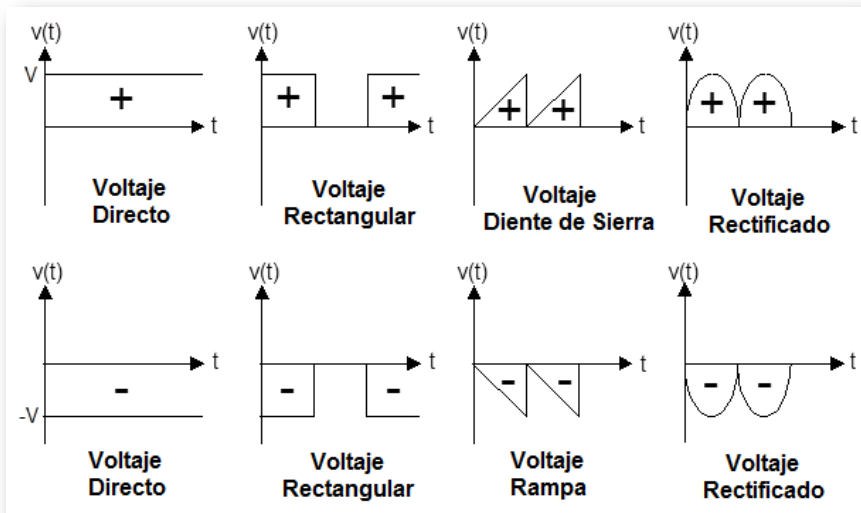 v(t) v(t) v(t) v(t)
V
+ + + + + + +
t t t t
Voltaje Voltaje Voltaje Voltaje
Directo Rectangular Diente de Sierra Rectificado
v(t) v(t) v(t) v(t)
t t t t
- - - - - - -
-V
Voltaje Voltaje Voltaje Voltaje
Directo Rectangular Rampa Rectificado